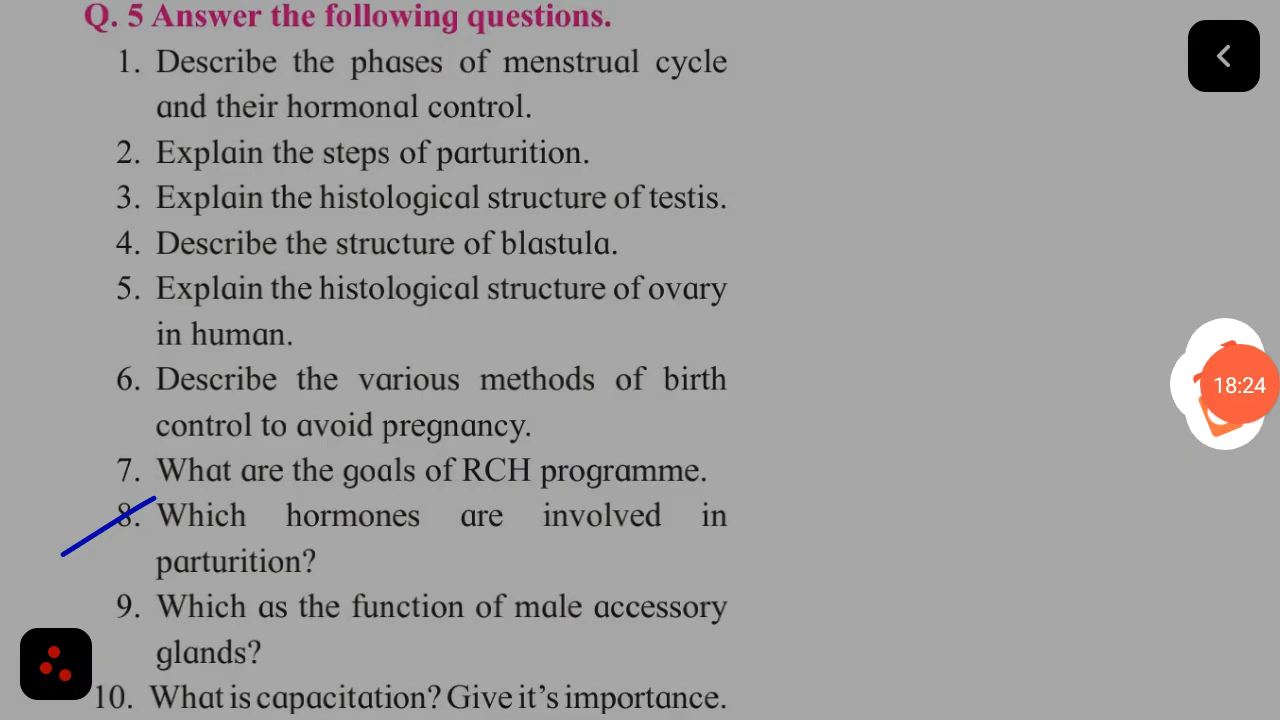 Q. 5 Answer the following questions.
1. Describe the phases of menstrual cycle
and their hormonal control.
2. Explain the steps of parturition.
3. Explain the histological structure of testis.
4. Describe the structure of blastula.
5. Explain the histological structure of ovary
in human.
6. Describe the various methods of birth
control to avoid pregnancy.
7. What are the goals of RCH programme.
8. Which hormones are involved in
parturition?
9. Which as the function of male accessory
glands?
10. What is capacitation? Give it’s importance.
18:24